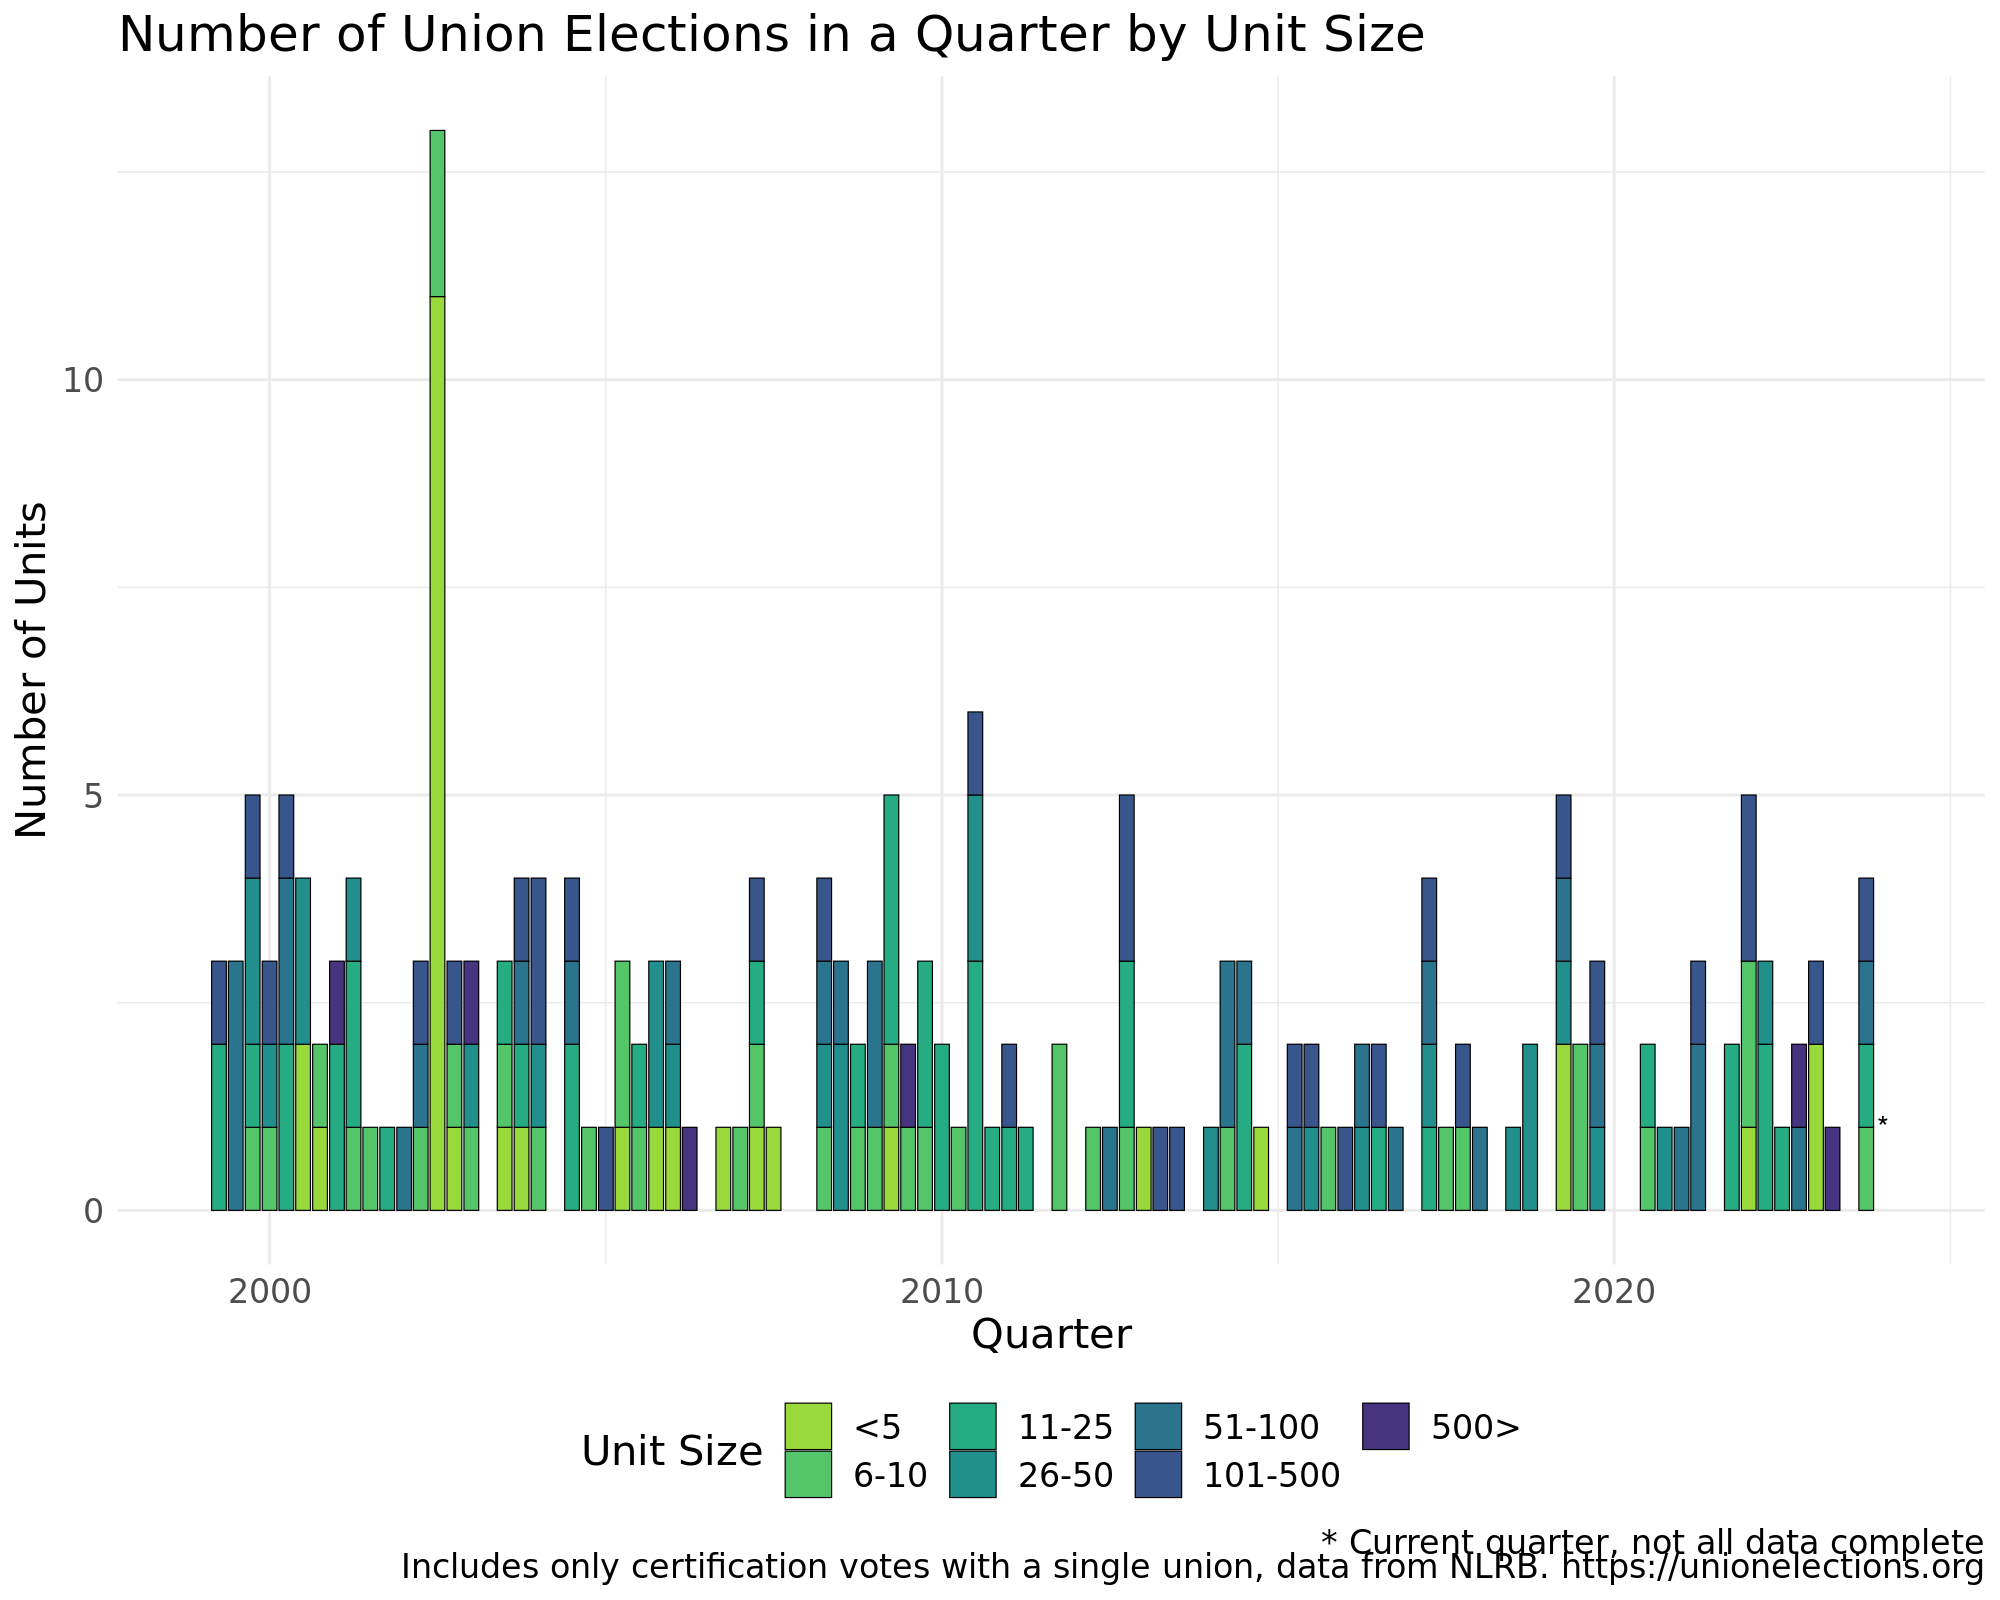 Number of Union Elections in a Quarter by Unit Size
Number of Units
10
5
0
*
2000 2010 2020
Quarter
Unit Size
<5 11-25 51-100 500>
6-10 26-50 101-500
* Current quarter, not all data complete
Includes only certification votes with a single union, data from NLRB. https://unionelections.org